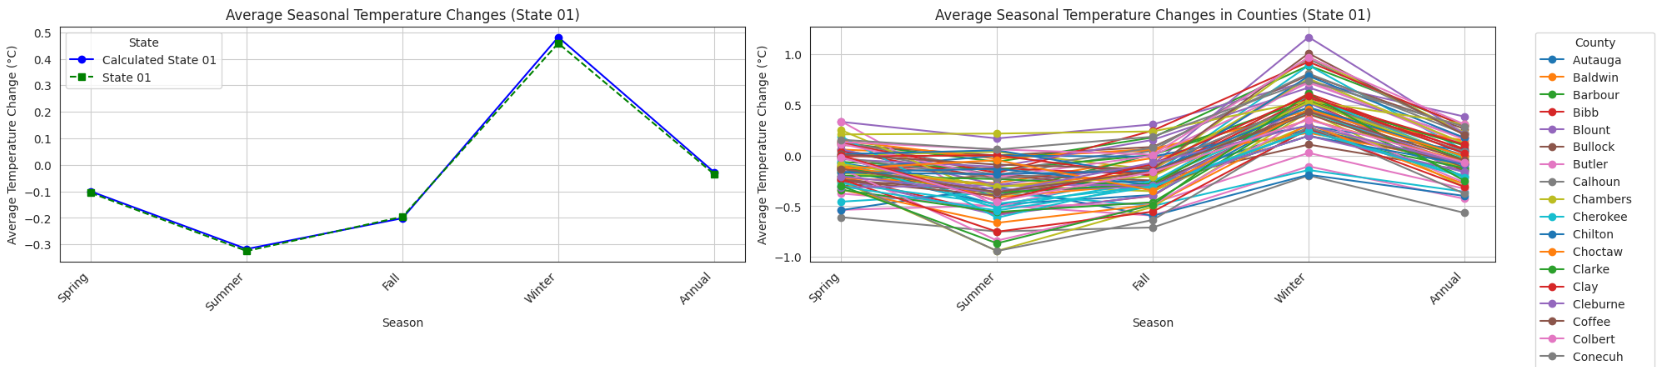 Average Seasonal Temperature Changes (State 01)
Average Temperature Change (°C)
0.5
0.4
0.3
0.2
0.1
0.0
−0.1
−0.2
−0.3
State
Calculated State 01
State 01
Spring
Summer
Fall
Winter
Annual
Season
Average Seasonal Temperature Changes in Counties (State 01)
Average Temperature Change (°C)
1.0
0.5
0.0
−0.5
−1.0
Spring
Summer
Fall
Winter
Annual
Season
County
Autauga
Baldwin
Barbour
Bibb
Blount
Bullock
Butler
Calhoun
Chambers
Cherokee
Chilton
Choctaw
Clarke
Clay
Cleburne
Coffee
Colbert
Conecuh